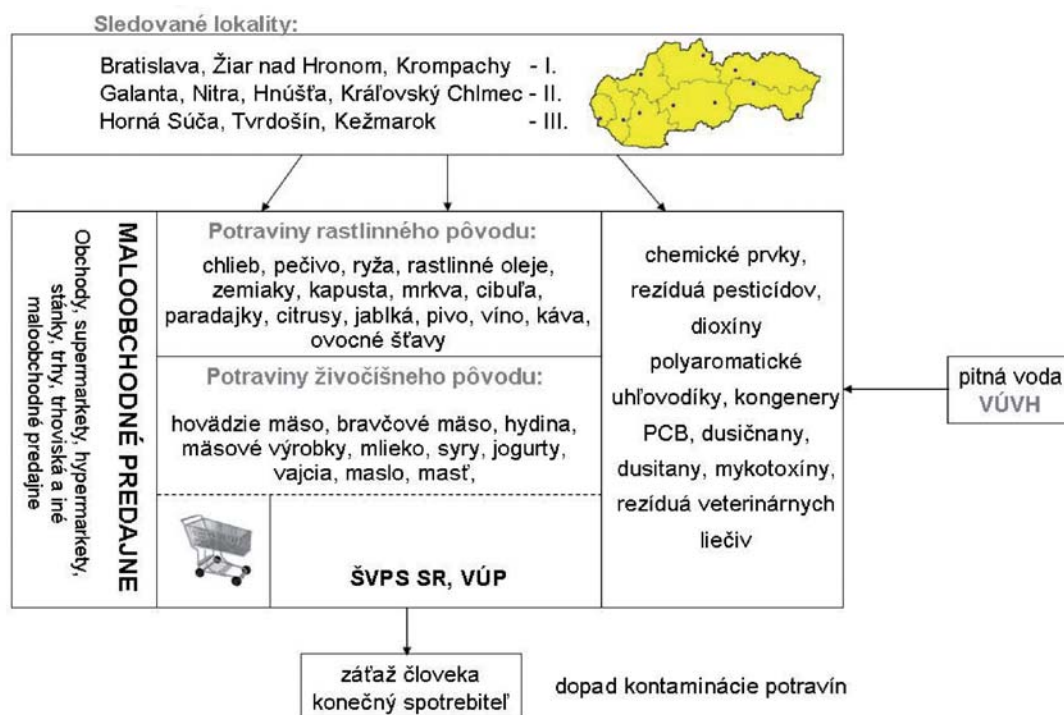 Sledované lokality:
Bratislava, Žiar nad Hronom, Krompachy - I.
Galanta, Nitra, Hnúšťa, Kráľovský Chlmec - II.
Horná Súča, Tvrdošín, Kežmarok - III.
MALOOBCHODNÉ PREDAJNE
Obchody, supermarkety, hypermarkety,
stánky, trhy, trhoviská a iné
maloobchodné predajne
Potraviny rastlinného pôvodu:
chlieb, pečivo, ryža, rastlinné oleje,
zemiaky, kapusta, mrkva, cibuľa,
paradajky, citrusy, jablká, pivo, víno, káva,
ovocné šťavy
Potraviny živočíšneho pôvodu:
hovädzie mäso, bravčové mäso, hydina,
mäsové výrobky, mlieko, syry, jogurty,
vajcia, maslo, masť,
ŠVPS SR, VÚP
chemické prvky,
rezíduá pesticídov,
dioxíny
polyaromatické
uhľovodíky, kongenery
PCB, dusičnany,
dusitany, mykotoxíny,
rezíduá veterinárnych
liečiv
pitná voda
VÚVH
záťaž človeka
konečný spotrebiteľ
dopad kontaminácie potravín